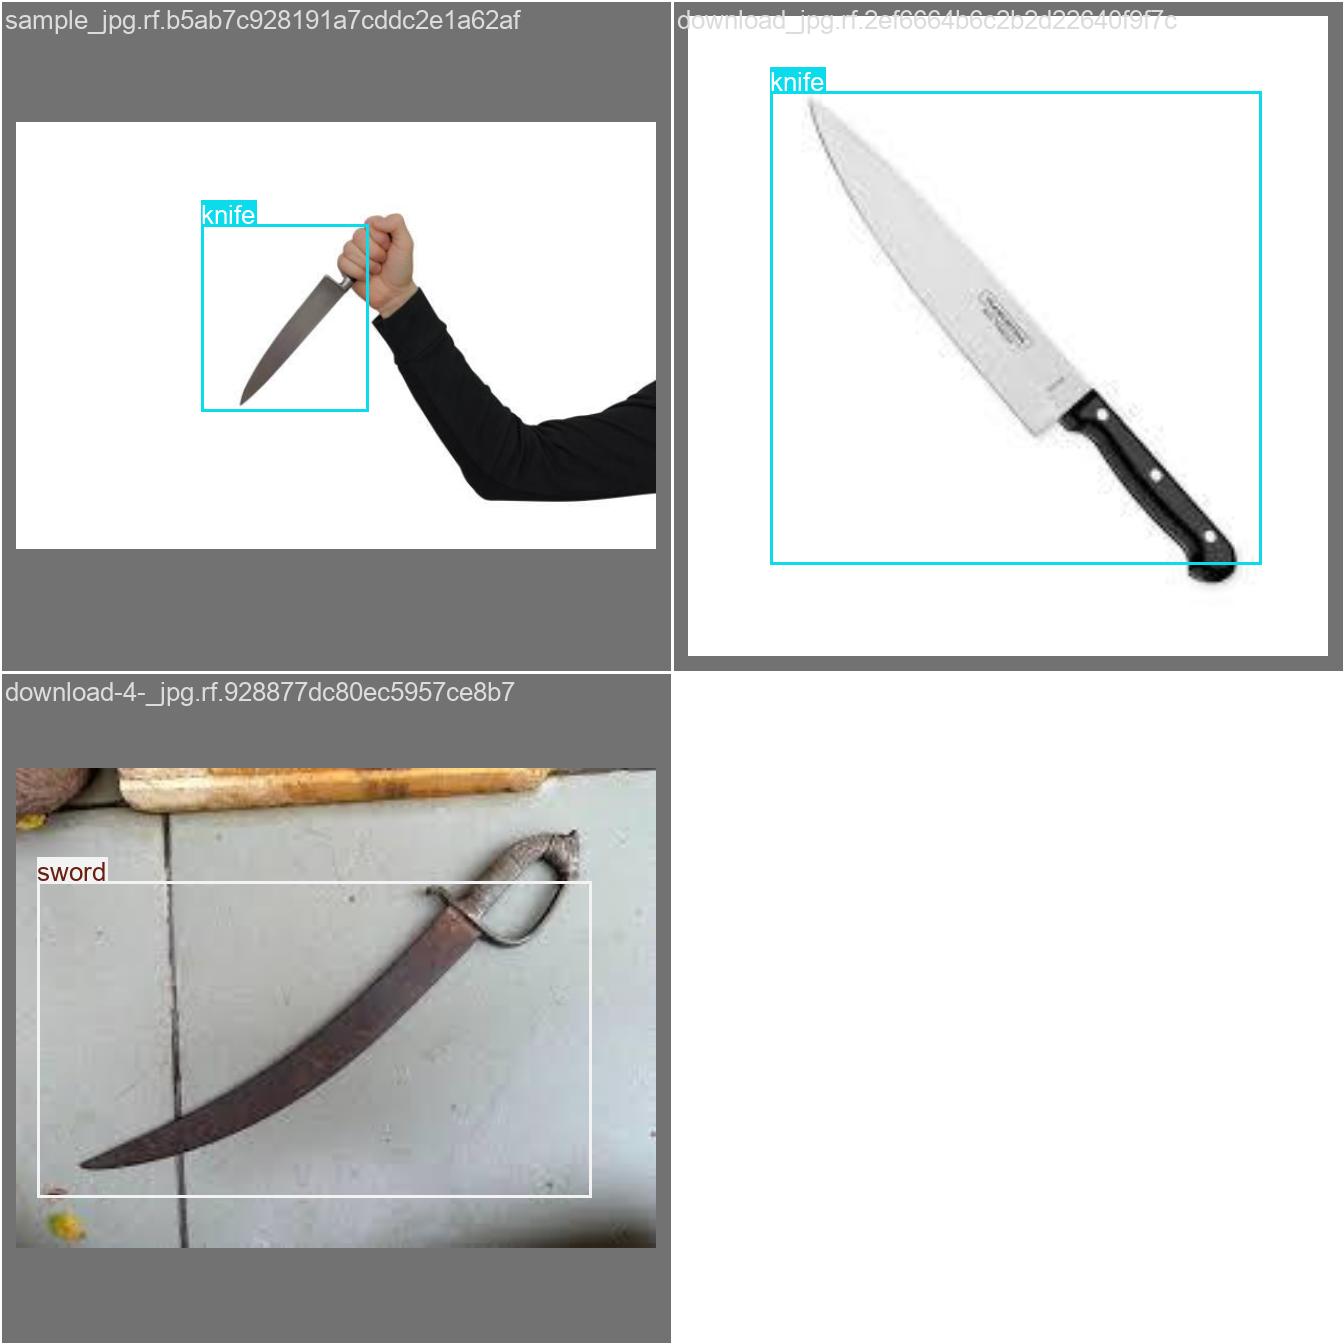 sample_jpg.rf.b5ab7c928191a7cddc2e1a62af
download_jpg.rf.2ef6664b6c2b2d22640f9f7c
knife
knife
download-4-_jpg.rf.928877dc80ec5957ce8b7
sword